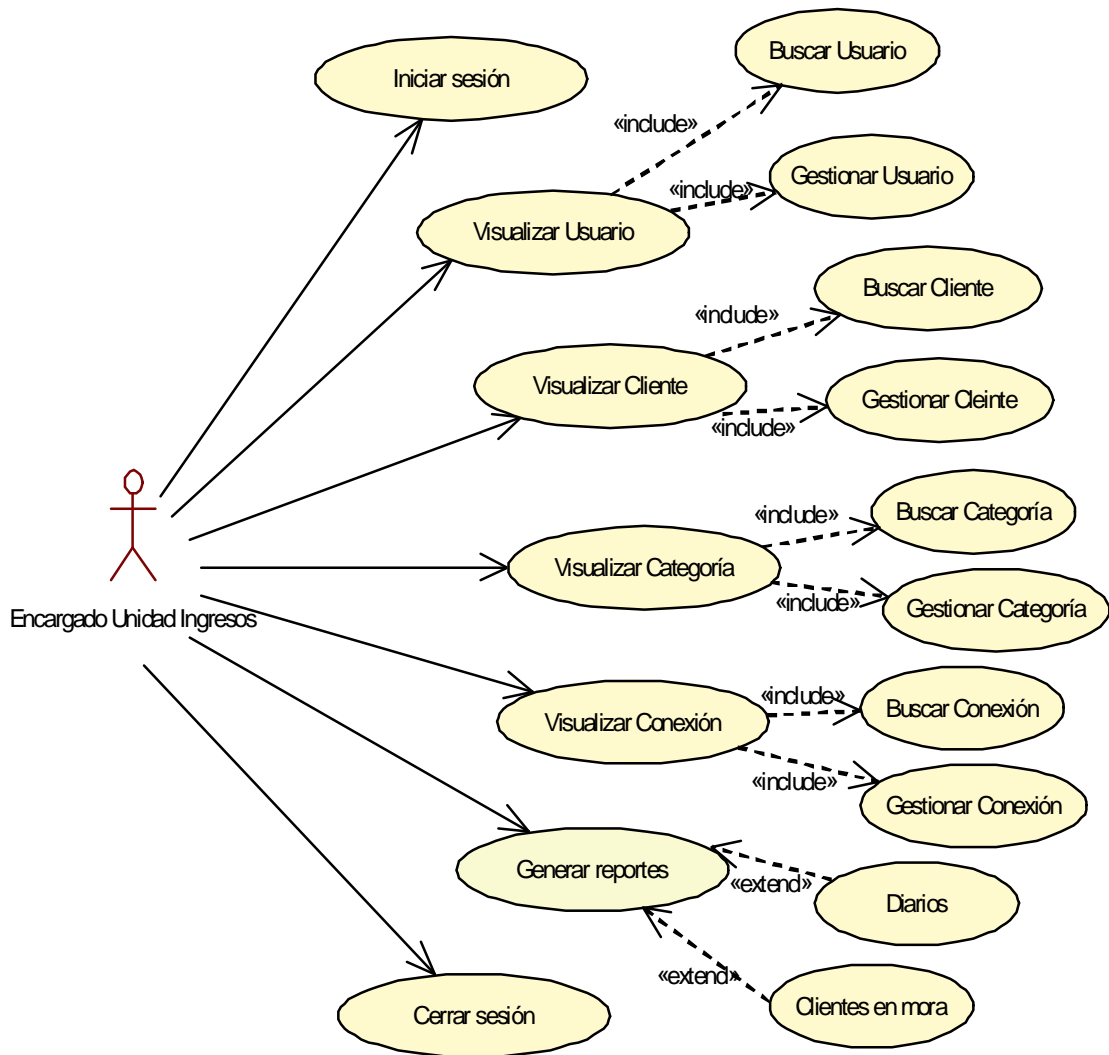 Buscar Usuario
Iniciar sesión
«include»
Gestionar Usuario
«include»
Visualizar Usuario
Buscar Cliente
«include»
Visualizar Cliente
Gestionar Cleinte
«include»
Buscar Categoría
«include»
Visualizar Categoría
«include»
Gestionar Categoría
Encargado Unidad Ingresos
«include»
Buscar Conexión
Visualizar Conexión
«include»
Gestionar Conexión
Generar reportes
«extend»
Diarios
«extend»
Clientes en mora
Cerrar sesión